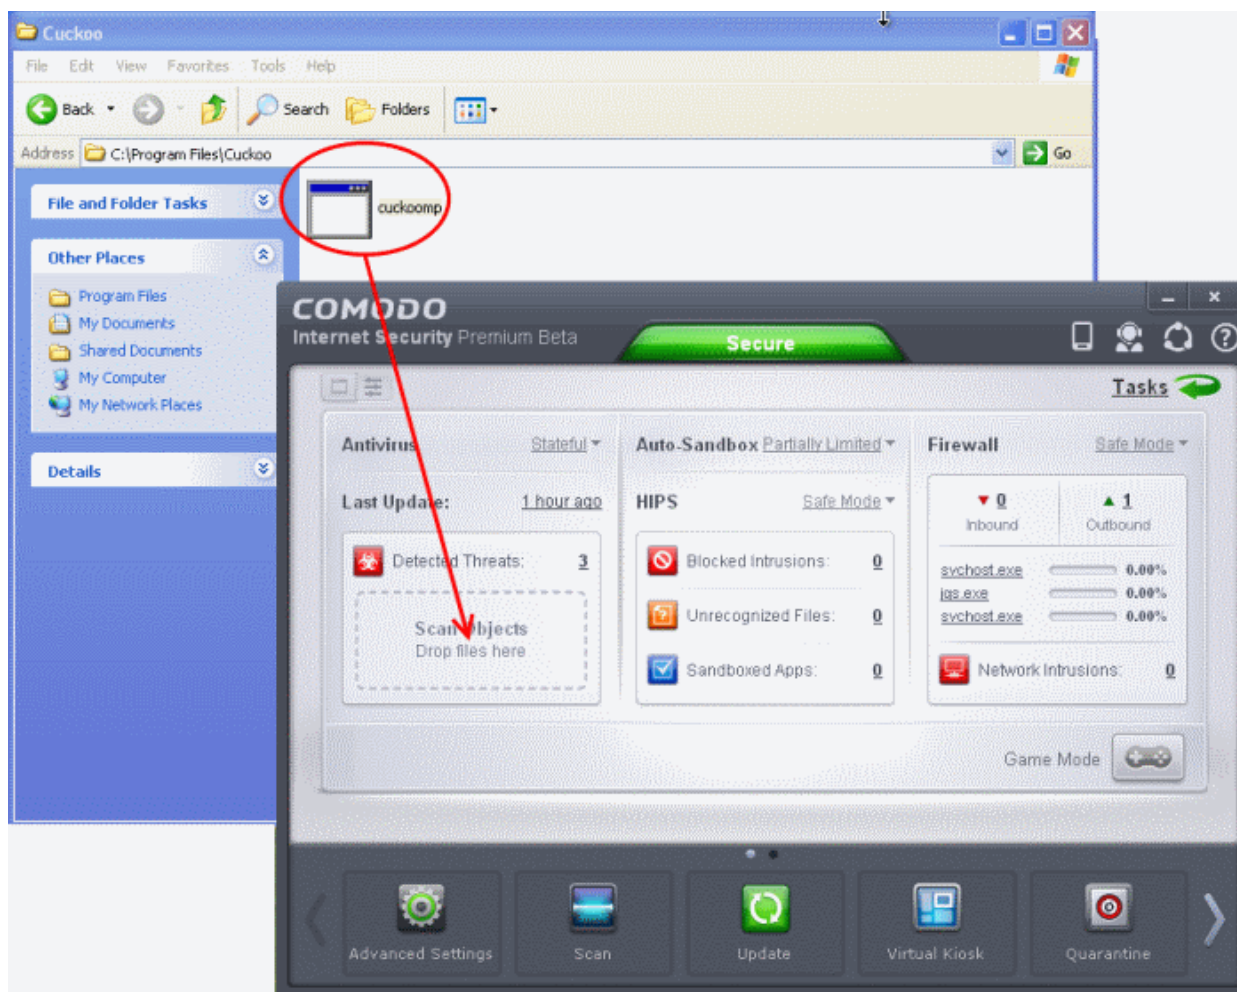 Cuckoo
File Edit View Favorites Tools Help
Back Search Folders
Address C:\Program Files\Cuckoo Go
File and Folder Tasks
cuckoomp
Other Places
Program Files
My Documents
Shared Documents
My Computer
My Network Places
Details
COMODO
Internet Security Premium Beta
Secure
Tasks
Antivirus Stateful Auto-Sandbox Partially Limited Firewall Safe Mode
Last Update: 1 hour ago HIPS Safe Mode 0 1
Inbound Outbound
Detected Threats: 3 Blocked Intrusions: 0
svchost.exe 0.00%
jqs.exe 0.00%
svchost.exe 0.00%
Scan Objects
Drop files here
Unrecognized Files: 0
Sandboxed Apps: 0 Network Intrusions: 0
Game Mode
Advanced Settings Scan Update Virtual Kiosk Quarantine